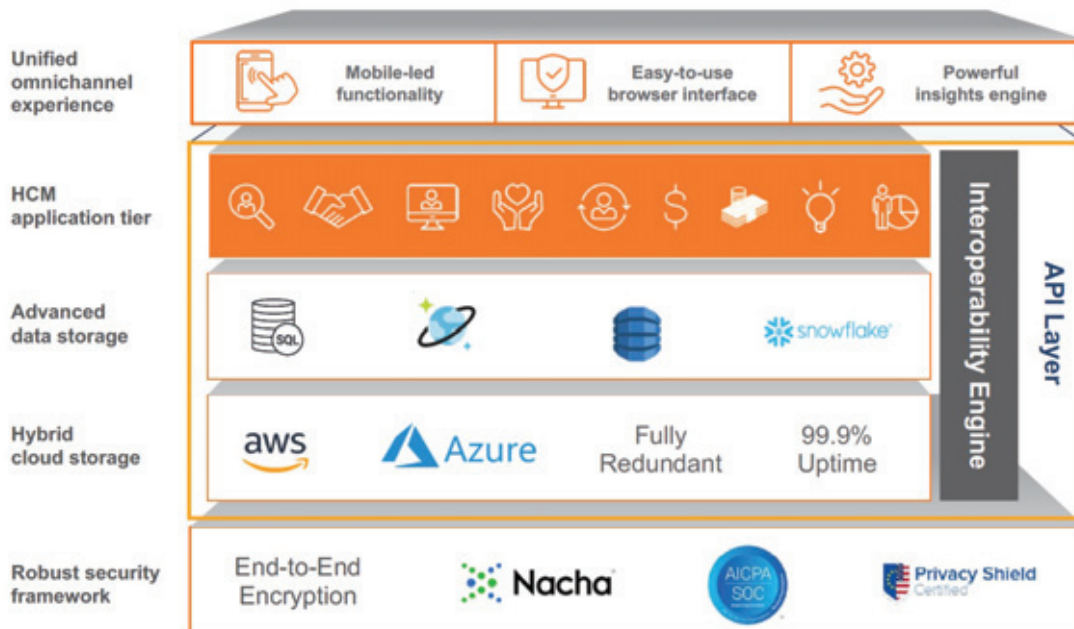 Unified
omnichannel
experience
Mobile-led
functionality
Easy-to-use
browser interface
Powerful
insights engine
HCM
application tier
Advanced
data storage
SQL
snowflake®
Hybrid
cloud storage
aws
Azure
Fully
Redundant
99.9%
Uptime
Interoperability Engine
API Layer
Robust security
framework
End-to-End
Encryption
Nacha
AICPA
SOC
Privacy Shield
Certified